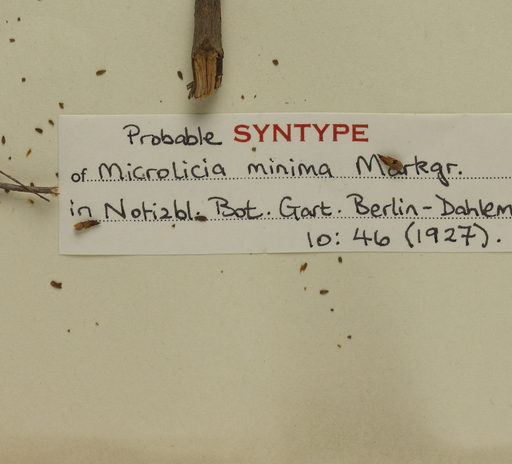 Probable SYNTYPE
of Microlicia minima Markgr.
in Notizbl. Bot. Gart. Berlin-Dahlem
10: 46 (1927).